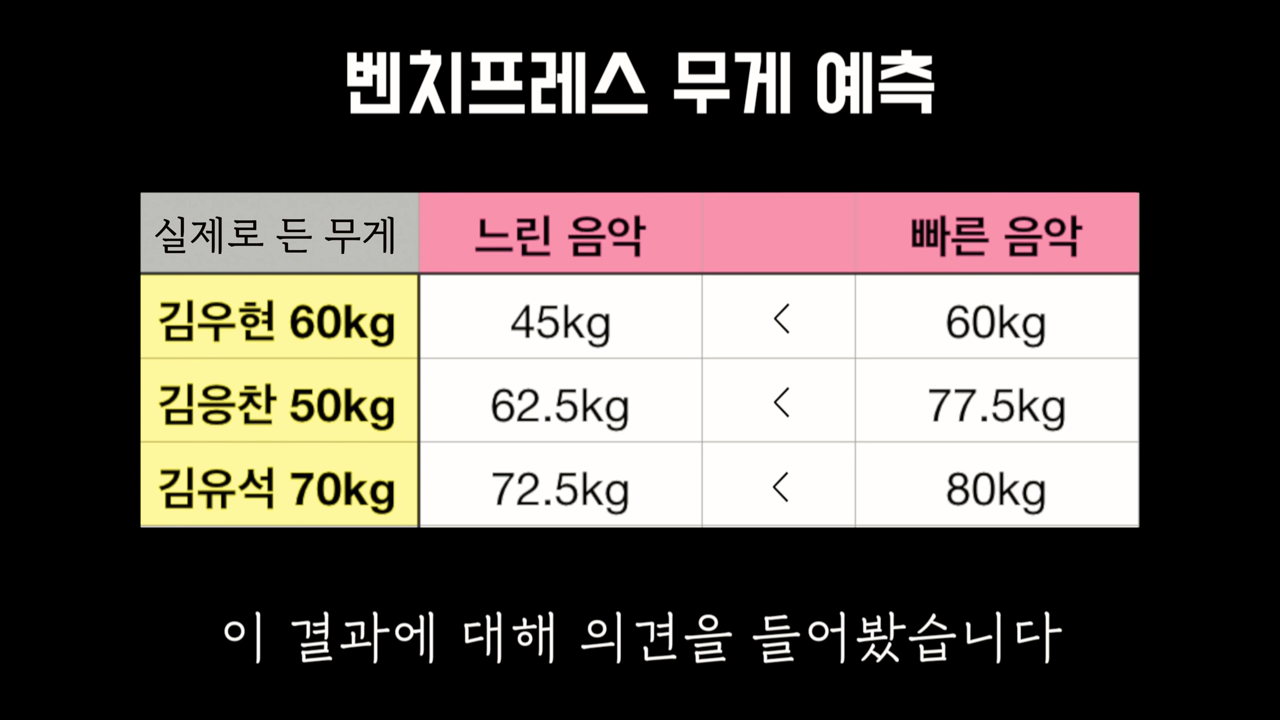 벤치프레스 무게 예측
실제로 든 무게 느린 음악 빠른 음악
김우현 60kg 45kg < 60kg
김응찬 50kg 62.5kg < 77.5kg
김유석 70kg 72.5kg < 80kg
이 결과에 대해 의견을 들어봤습니다